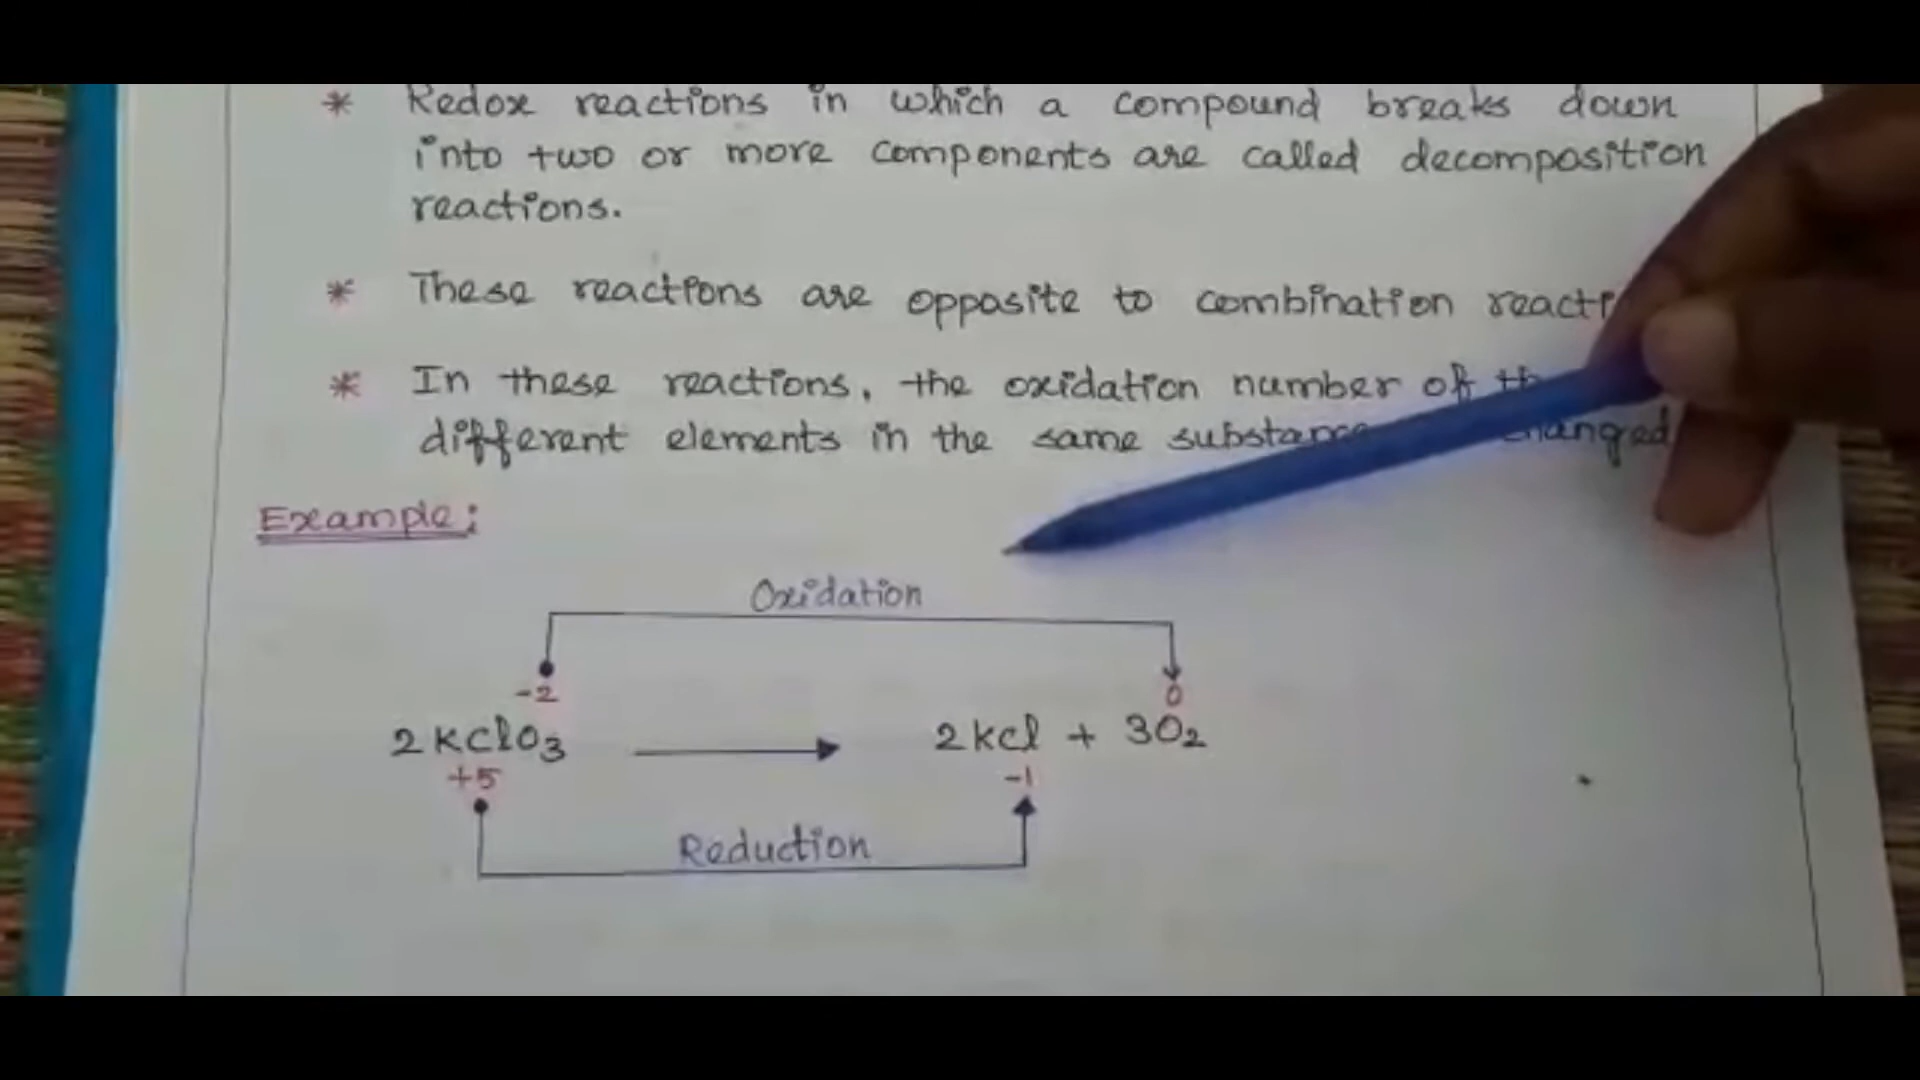 * Redox reactions in which a compound breaks down
into two or more components are called decomposition
reactions.
* These reactions are opposite to combination
* In these reactions, the oxidation number of
different elements in the same changed
Example:
Oxidation
-2 0
2KClO3 → 2kcl + 3O2
+5 -1
Reduction